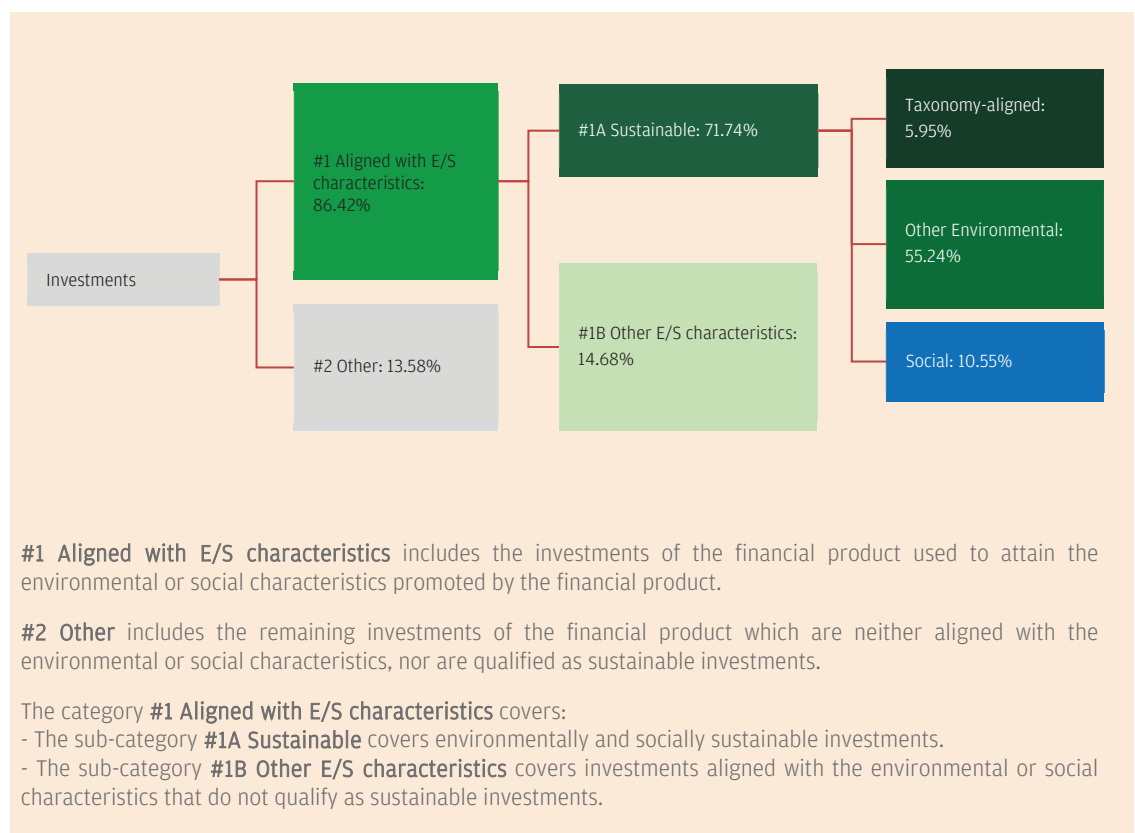 Investments
#1 Aligned with E/S
characteristics:
86.42%
#2 Other: 13.58%
#1A Sustainable: 71.74%
#1B Other E/S characteristics:
14.68%
Taxonomy-aligned:
5.95%
Other Environmental:
55.24%
Social: 10.55%
#1 Aligned with E/S characteristics includes the investments of the financial product used to attain the
environmental or social characteristics promoted by the financial product.
#2 Other includes the remaining investments of the financial product which are neither aligned with the
environmental or social characteristics, nor are qualified as sustainable investments.
The category #1 Aligned with E/S characteristics covers:
- The sub-category #1A Sustainable covers environmentally and socially sustainable investments.
- The sub-category #1B Other E/S characteristics covers investments aligned with the environmental or social
characteristics that do not qualify as sustainable investments.